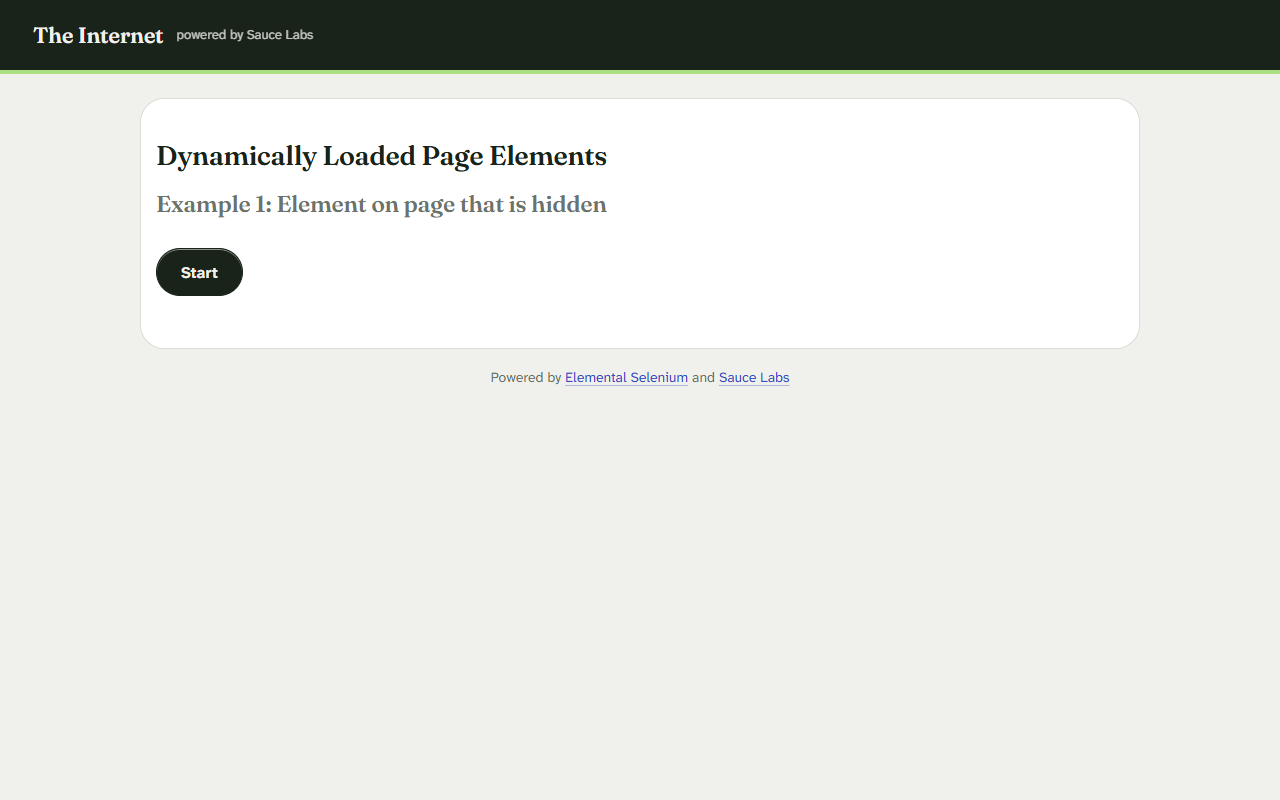 The Internet powered by Sauce Labs
Dynamically Loaded Page Elements
Example 1: Element on page that is hidden
Start
Powered by Elemental Selenium and Sauce Labs